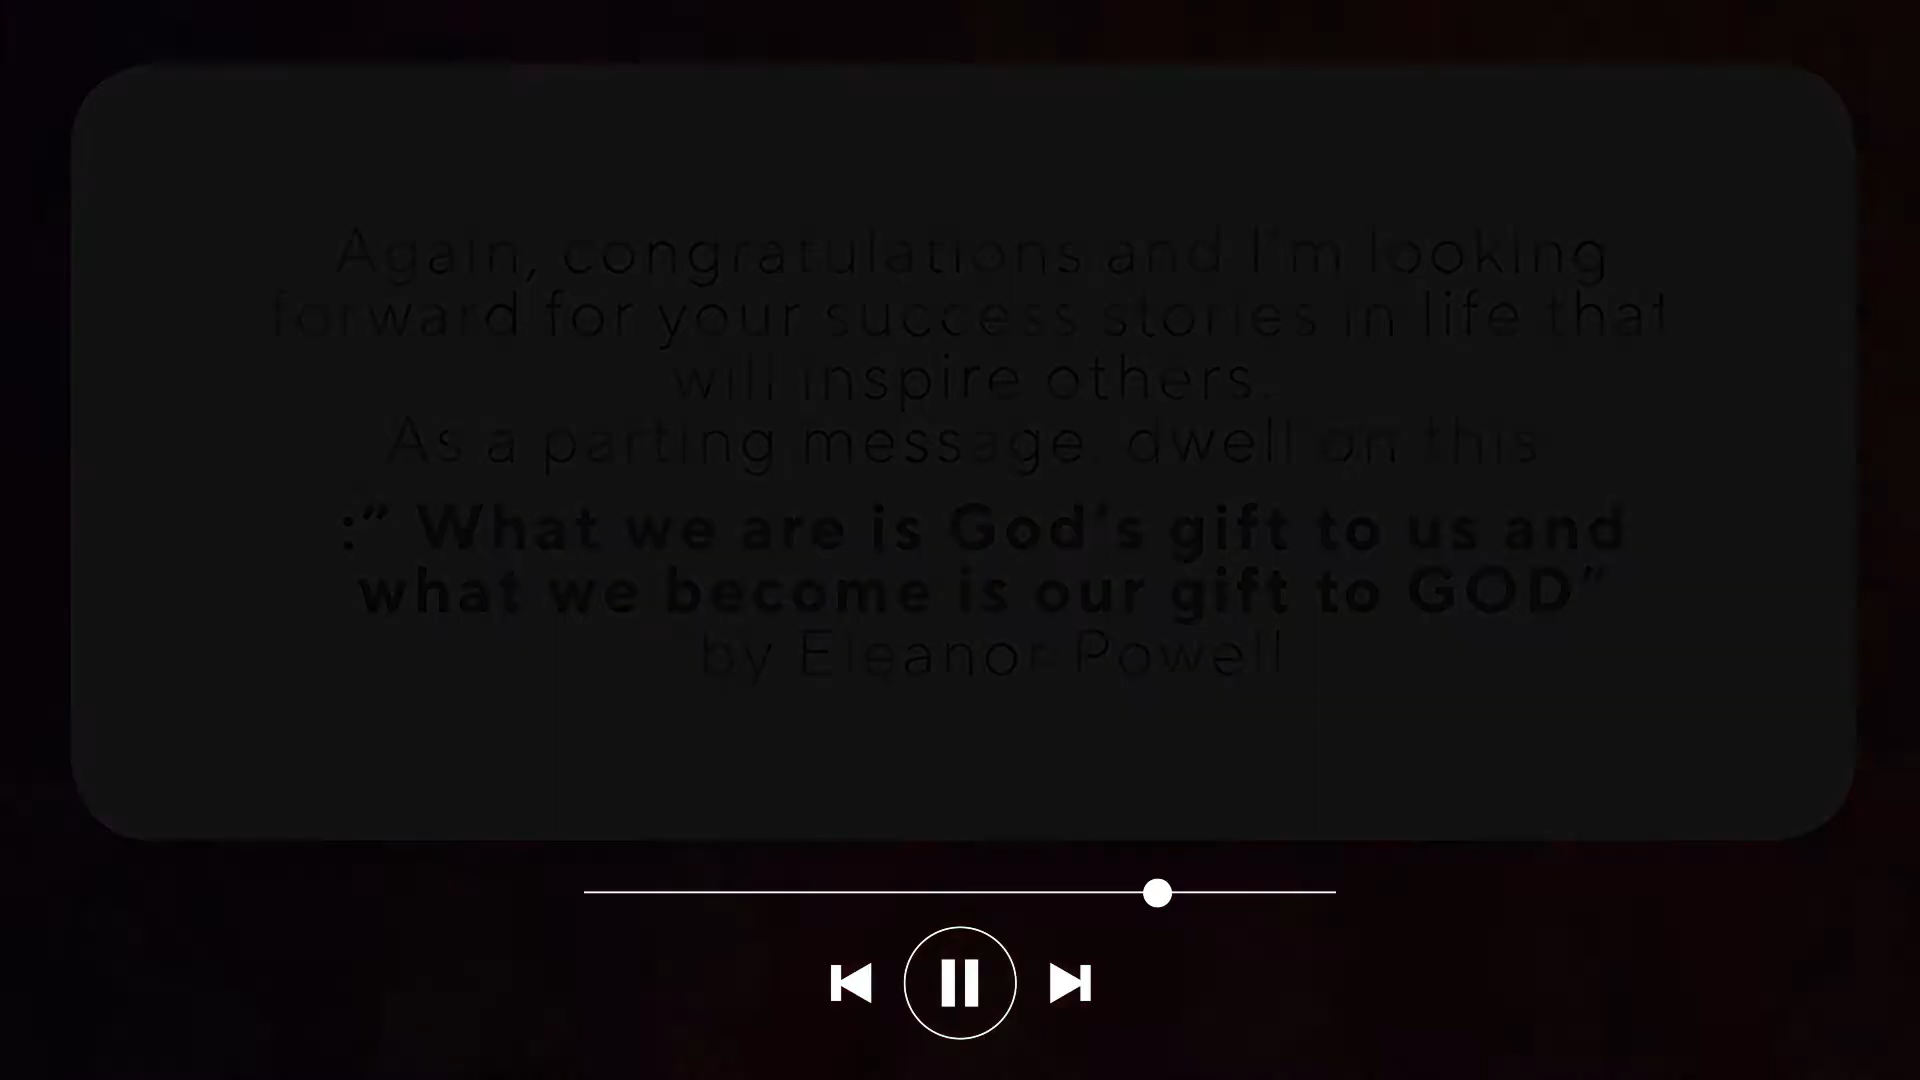 Again, congratulations and I'm looking
forward for your success stories in life that
will inspire others.
As a parting message, dwell on this
:" What we are is God's gift to us and
what we become is our gift to GOD"
by Eleanor Powell